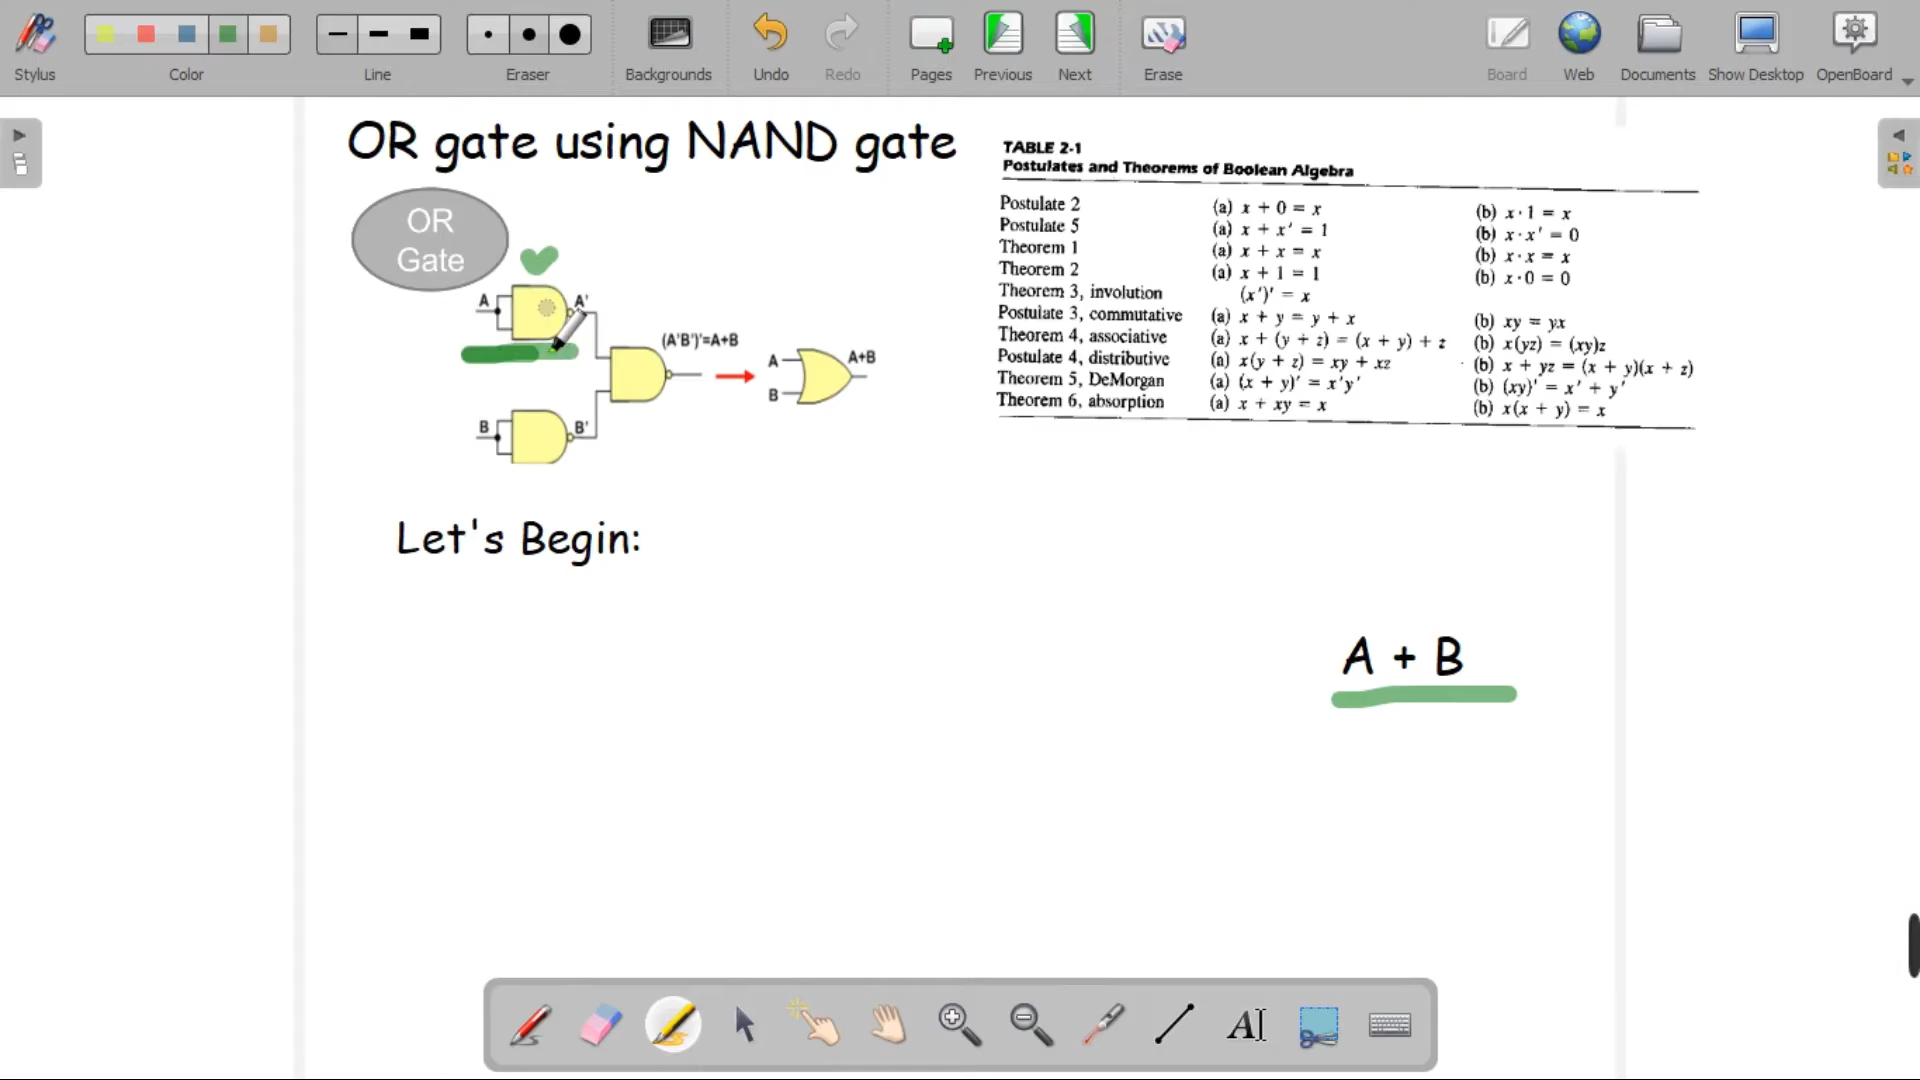 Stylus Color Line Eraser Backgrounds Undo Redo Pages Previous Next Erase Board Web Documents Show Desktop OpenBoard
OR gate using NAND gate
OR
Gate
A A'
(A'B')'=A+B
A A+B
B
B B'
TABLE 2-1
Postulates and Theorems of Boolean Algebra
Postulate 2 (a) x + 0 = x (b) x · 1 = x
Postulate 5 (a) x + x' = 1 (b) x · x' = 0
Theorem 1 (a) x + x = x (b) x · x = x
Theorem 2 (a) x + 1 = 1 (b) x · 0 = 0
Theorem 3, involution (x')' = x
Postulate 3, commutative (a) x + y = y + x (b) xy = yx
Theorem 4, associative (a) x + (y + z) = (x + y) + z (b) x(yz) = (xy)z
Postulate 4, distributive (a) x(y + z) = xy + xz (b) x + yz = (x + y)(x + z)
Theorem 5, DeMorgan (a) (x + y)' = x'y' (b) (xy)' = x' + y'
Theorem 6, absorption (a) x + xy = x (b) x(x + y) = x
Let's Begin:
A + B